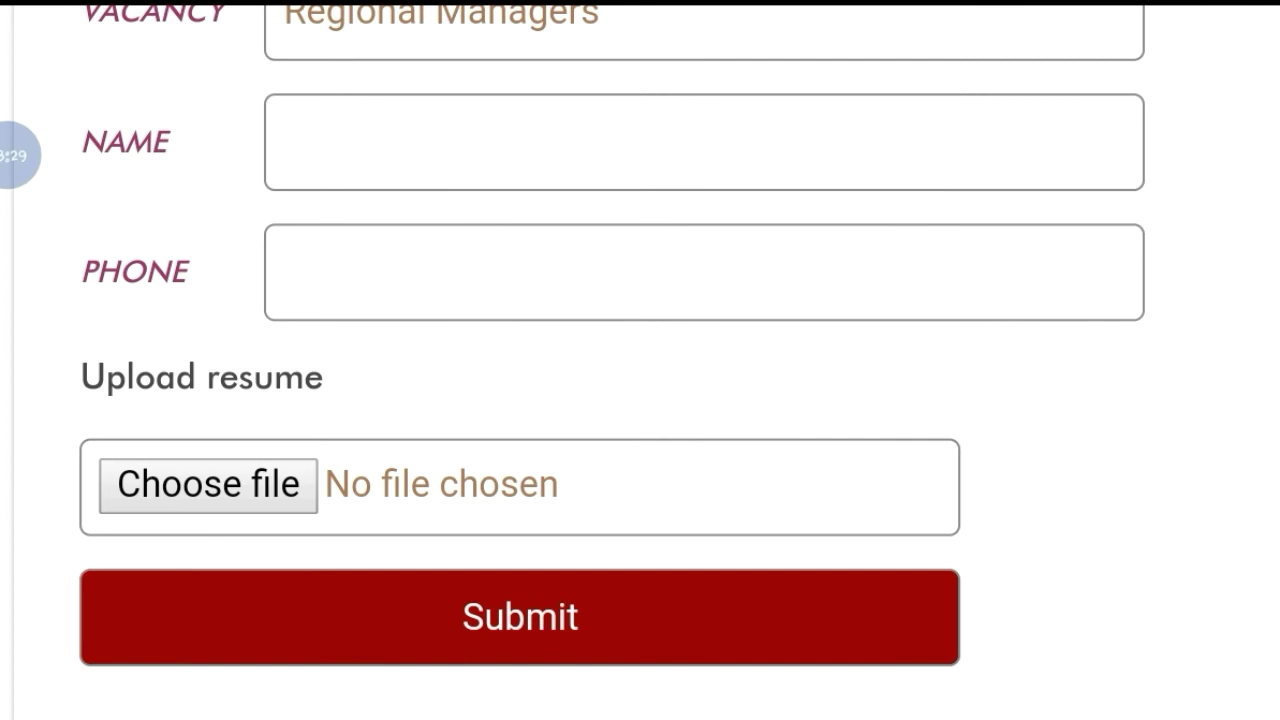 VACANCY Regional Managers
NAME
PHONE
Upload resume
Choose file No file chosen
Submit